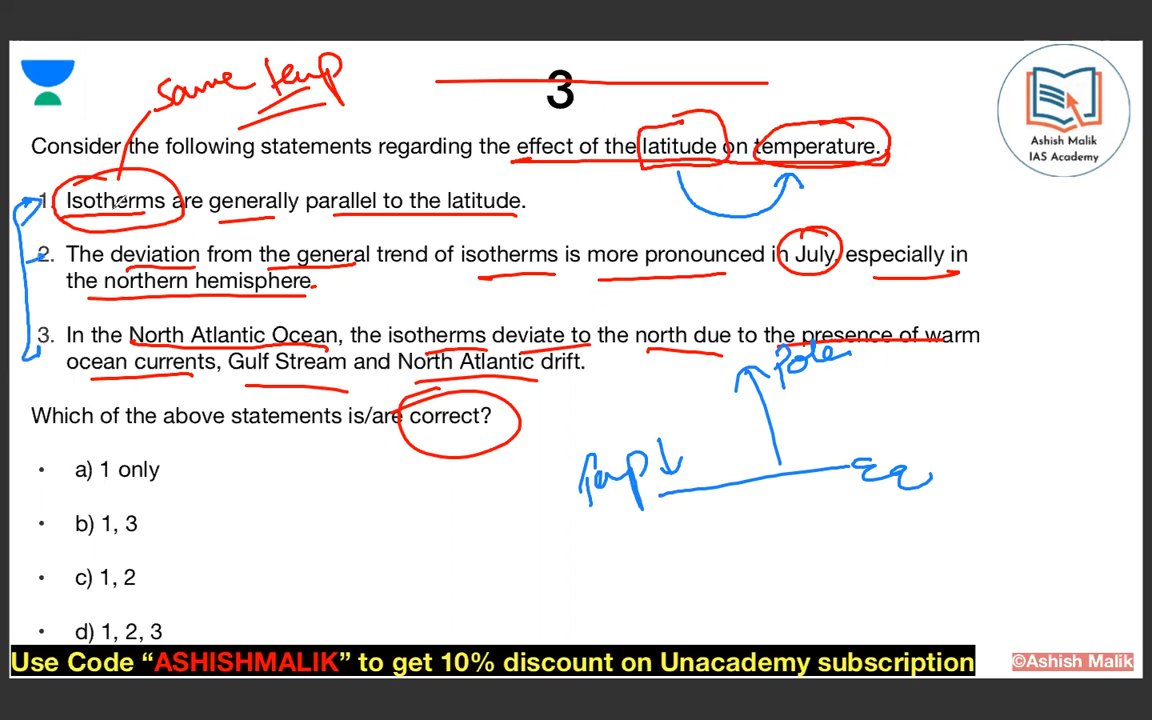 same temp
3
Ashish Malik
IAS Academy
Consider the following statements regarding the effect of the latitude on temperature.
1. Isotherms are generally parallel to the latitude.
2. The deviation from the general trend of isotherms is more pronounced in July, especially in
the northern hemisphere.
3. In the North Atlantic Ocean, the isotherms deviate to the north due to the presence of warm
ocean currents, Gulf Stream and North Atlantic drift.
Pole
Which of the above statements is/are correct?
Temp ↓
Eq
• a) 1 only
• b) 1, 3
• c) 1, 2
• d) 1, 2, 3
Use Code “ASHISHMALIK” to get 10% discount on Unacademy subscription
©Ashish Malik